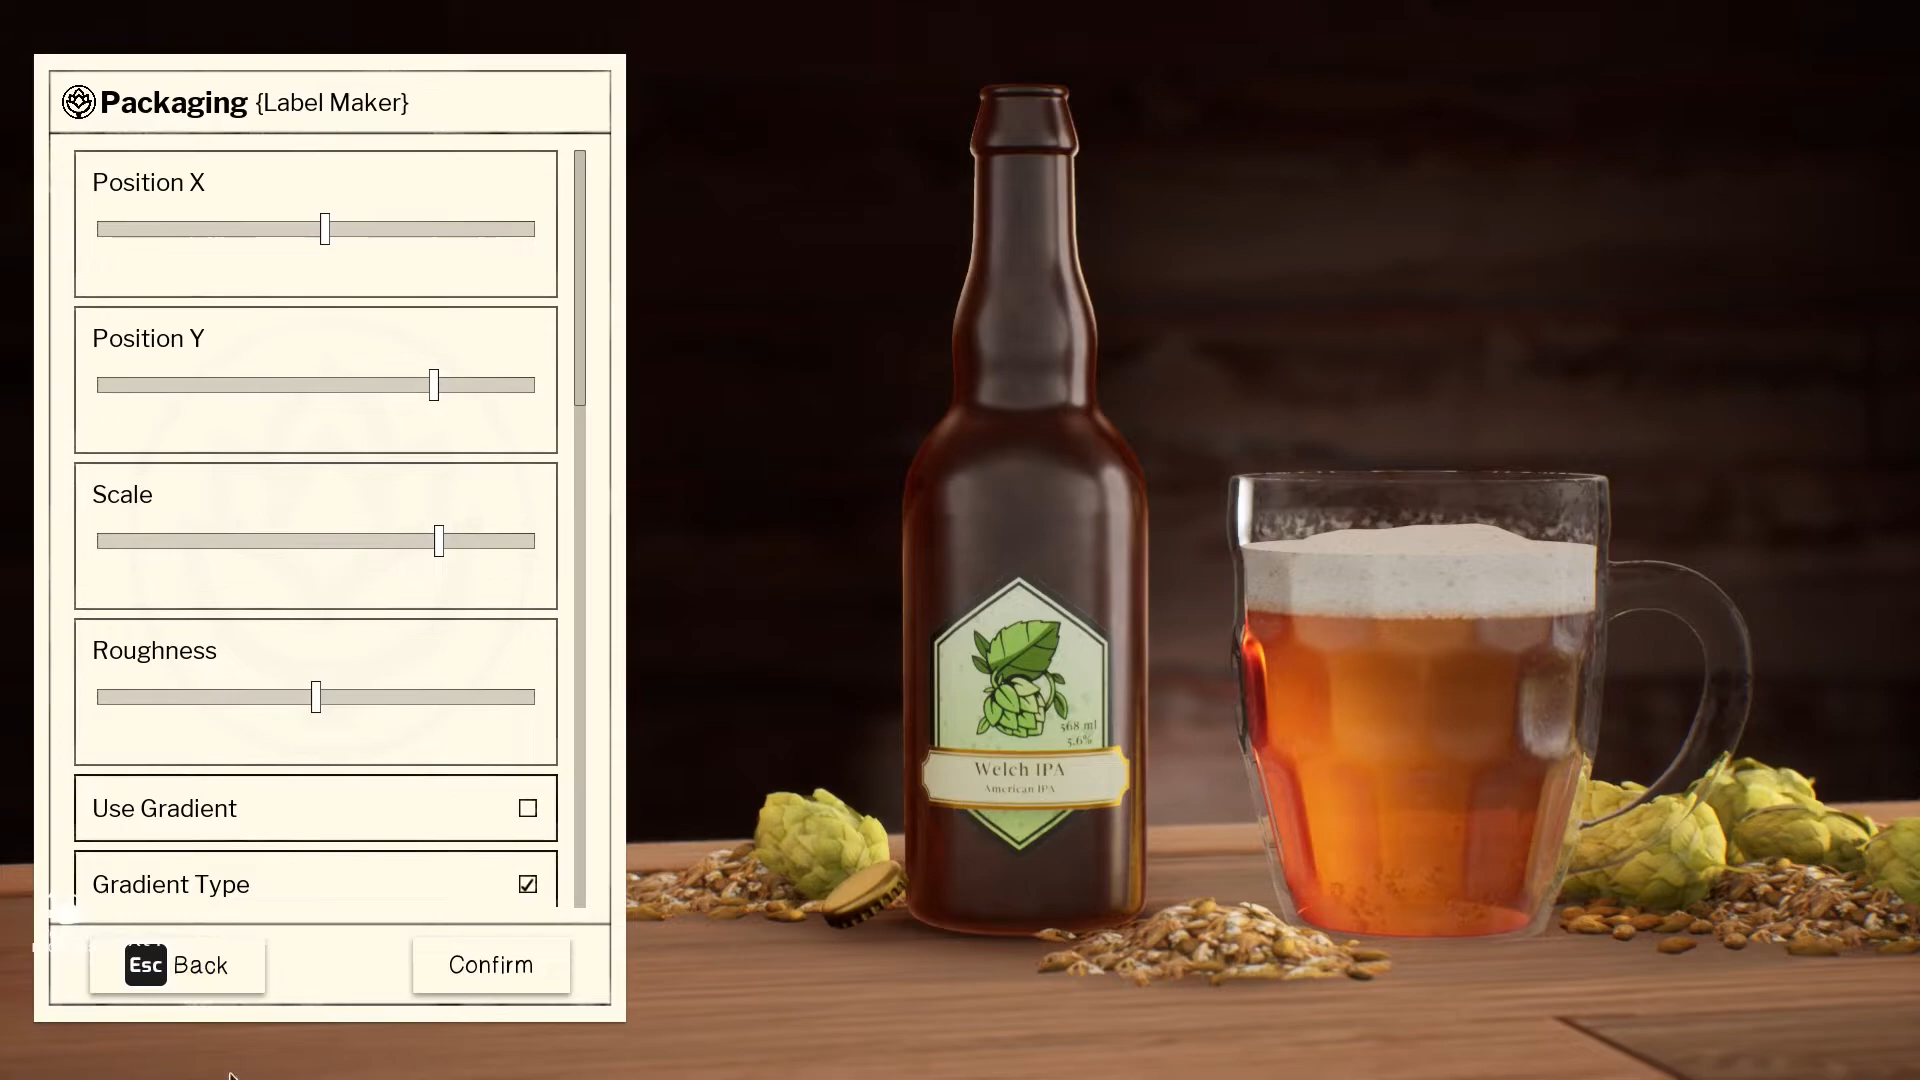 Packaging {Label Maker}
Position X
Position Y
Scale
Roughness
Use Gradient
Gradient Type
Esc Back
Confirm
568 ml
5.6%
Welch IPA
American IPA